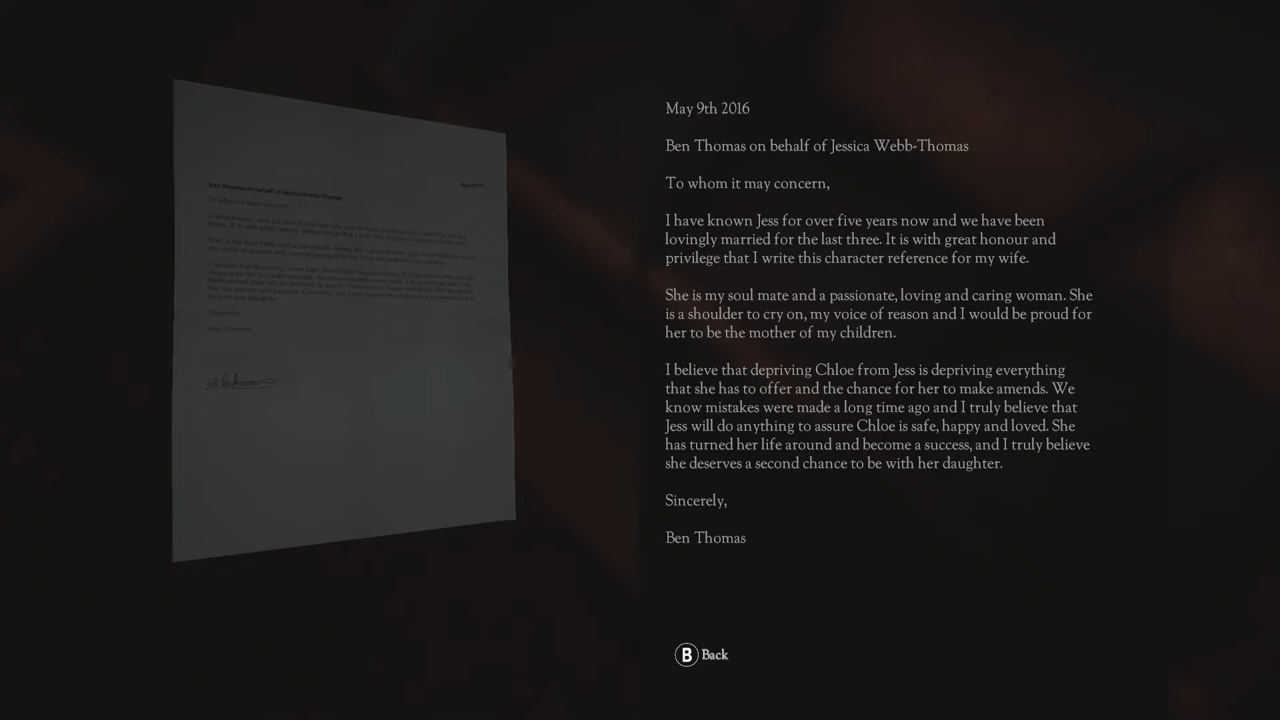 May 9th 2016
Ben Thomas on behalf of Jessica Webb-Thomas
To whom it may concern,
I have known Jess for over five years now and we have been
lovingly married for the last three. It is with great honour and
privilege that I write this character reference for my wife.
She is my soul mate and a passionate, loving and caring woman. She
is a shoulder to cry on, my voice of reason and I would be proud for
her to be the mother of my children.
I believe that depriving Chloe from Jess is depriving everything
that she has to offer and the chance for her to make amends. We
know mistakes were made a long time ago and I truly believe that
Jess will do anything to assure Chloe is safe, happy and loved. She
has turned her life around and become a success, and I truly believe
she deserves a second chance to be with her daughter.
Sincerely,
Ben Thomas
B Back